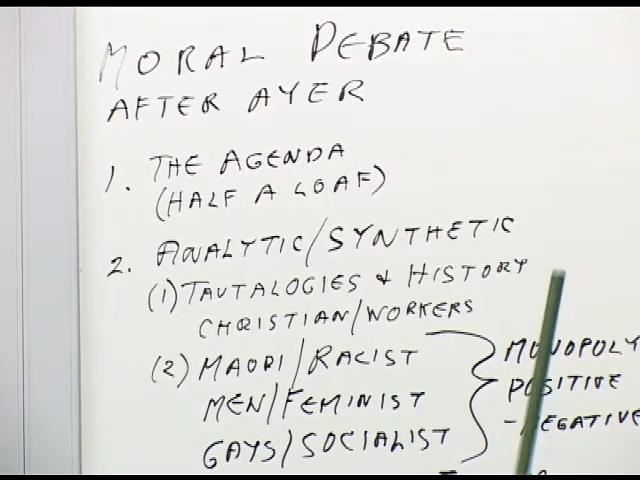 MORAL DEBATE
AFTER AYER
1. THE AGENDA
(HALF A LOAF)
2. ANALYTIC/SYNTHETIC
(1) TAUTALOGIES & HISTORY
CHRISTIAN/WORKERS
(2) MAORI/RACIST
MEN/FEMINIST
GAYS/SOCIALIST
MONOPOLY
POSITIVE
-NEGATIVE